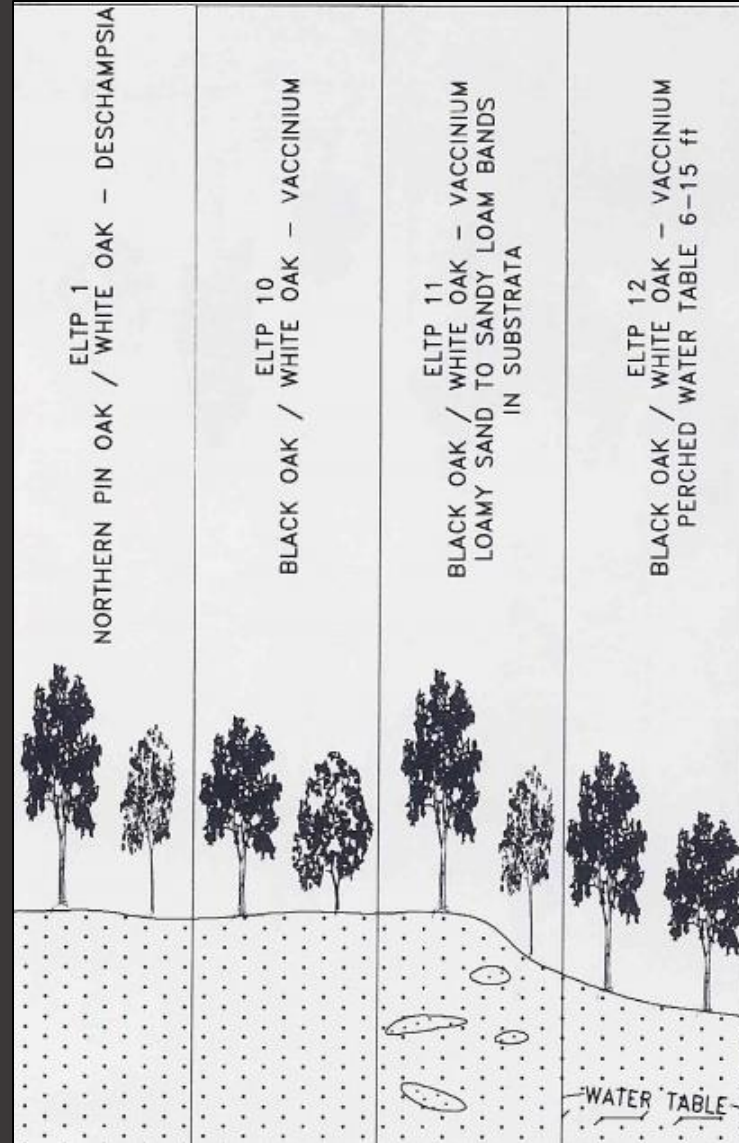 ELTP 1
NORTHERN PIN OAK / WHITE OAK – DESCHAMPSIA
ELTP 10
BLACK OAK / WHITE OAK – VACCINIUM
ELTP 11
BLACK OAK / WHITE OAK – VACCINIUM
LOAMY SAND TO SANDY LOAM BANDS
IN SUBSTRATA
ELTP 12
BLACK OAK / WHITE OAK – VACCINIUM
PERCHED WATER TABLE 6–15 ft
WATER TABLE